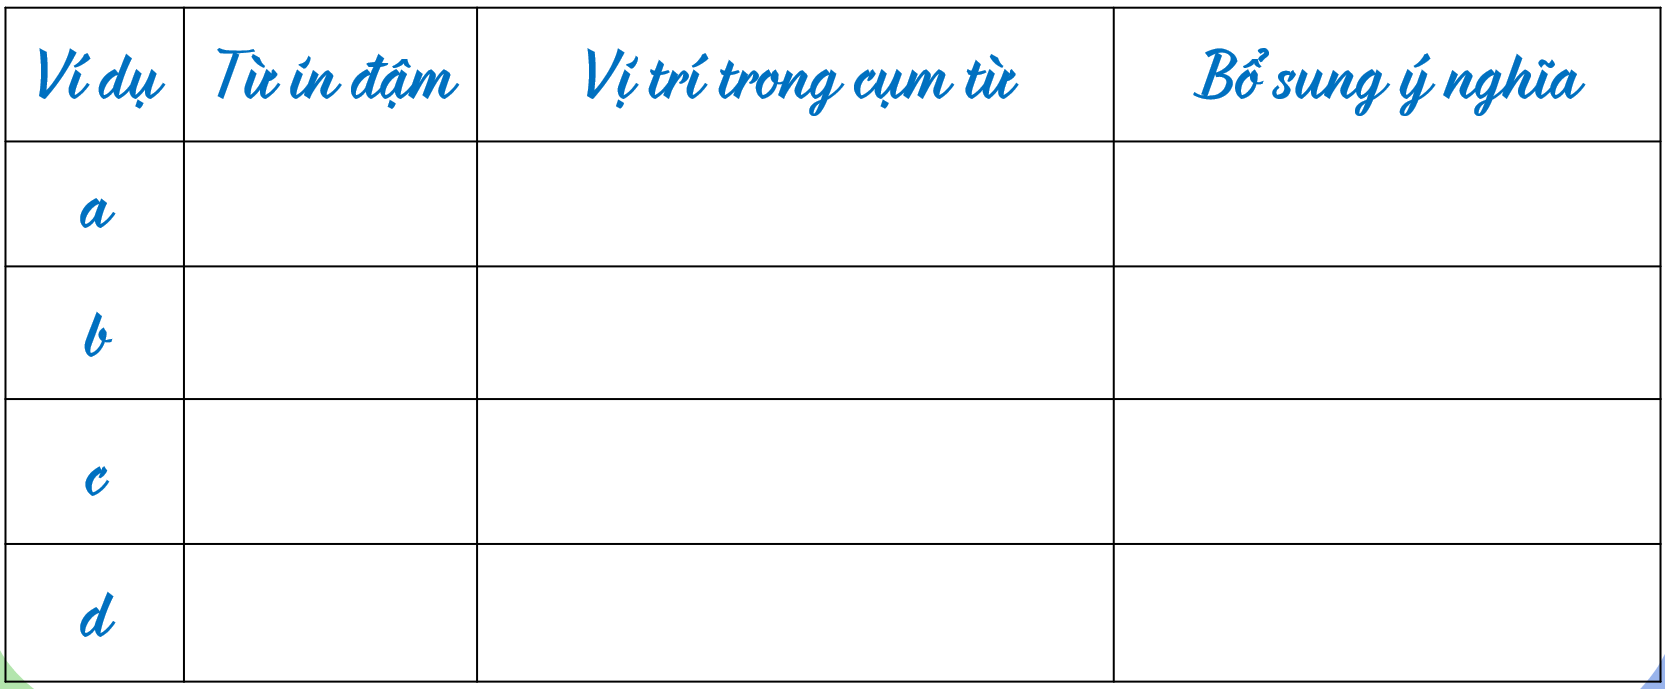 Ví dụ Từ in đậm Vị trí trong cụm từ Bổ sung ý nghĩa
a
b
c
d